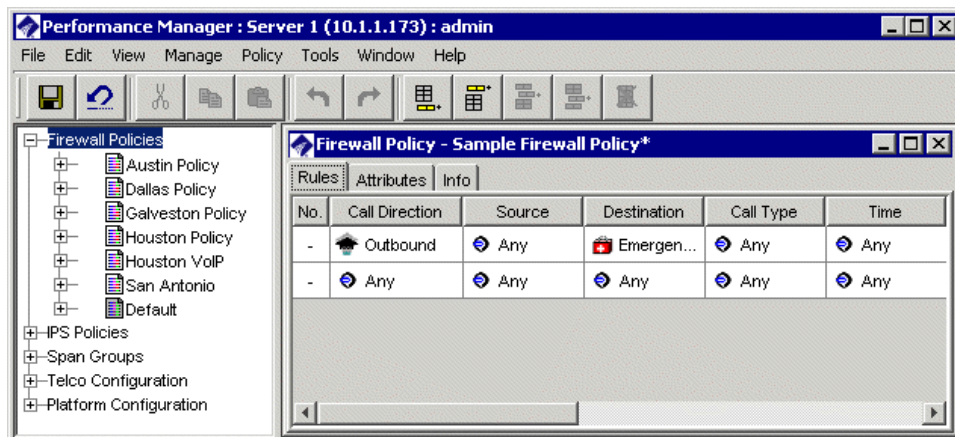 Performance Manager : Server 1 (10.1.1.173) : admin
File Edit View Manage Policy Tools Window Help
Firewall Policies
Austin Policy
Dallas Policy
Galveston Policy
Houston Policy
Houston VoIP
San Antonio
Default
IPS Policies
Span Groups
Telco Configuration
Platform Configuration
Firewall Policy - Sample Firewall Policy*
Rules Attributes Info
No. Call Direction Source Destination Call Type Time
- Outbound Any Emergen... Any Any
- Any Any Any Any Any